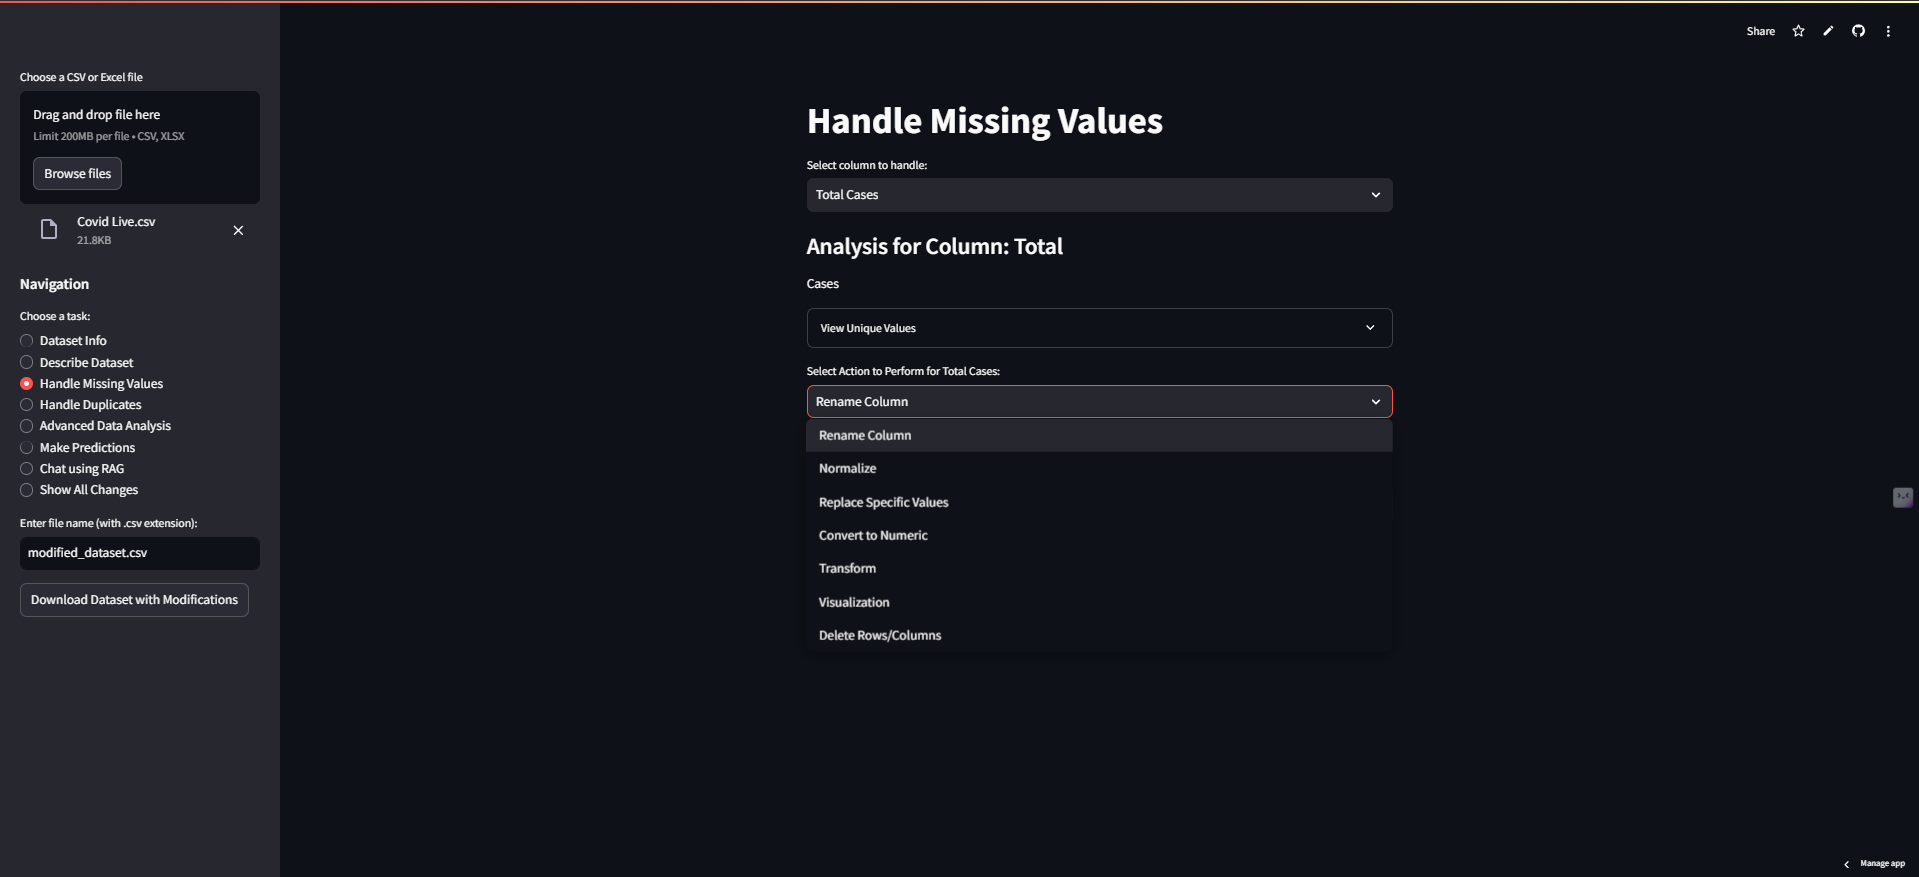 Share
Choose a CSV or Excel file
Drag and drop file here
Limit 200MB per file • CSV, XLSX
Browse files
Covid Live.csv
21.8KB
Navigation
Choose a task:
Dataset Info
Describe Dataset
Handle Missing Values
Handle Duplicates
Advanced Data Analysis
Make Predictions
Chat using RAG
Show All Changes
Enter file name (with .csv extension):
modified_dataset.csv
Download Dataset with Modifications
Handle Missing Values
Select column to handle:
Total Cases
Analysis for Column: Total
Cases
View Unique Values
Select Action to Perform for Total Cases:
Rename Column
Rename Column
Normalize
Replace Specific Values
Convert to Numeric
Transform
Visualization
Delete Rows/Columns
Manage app